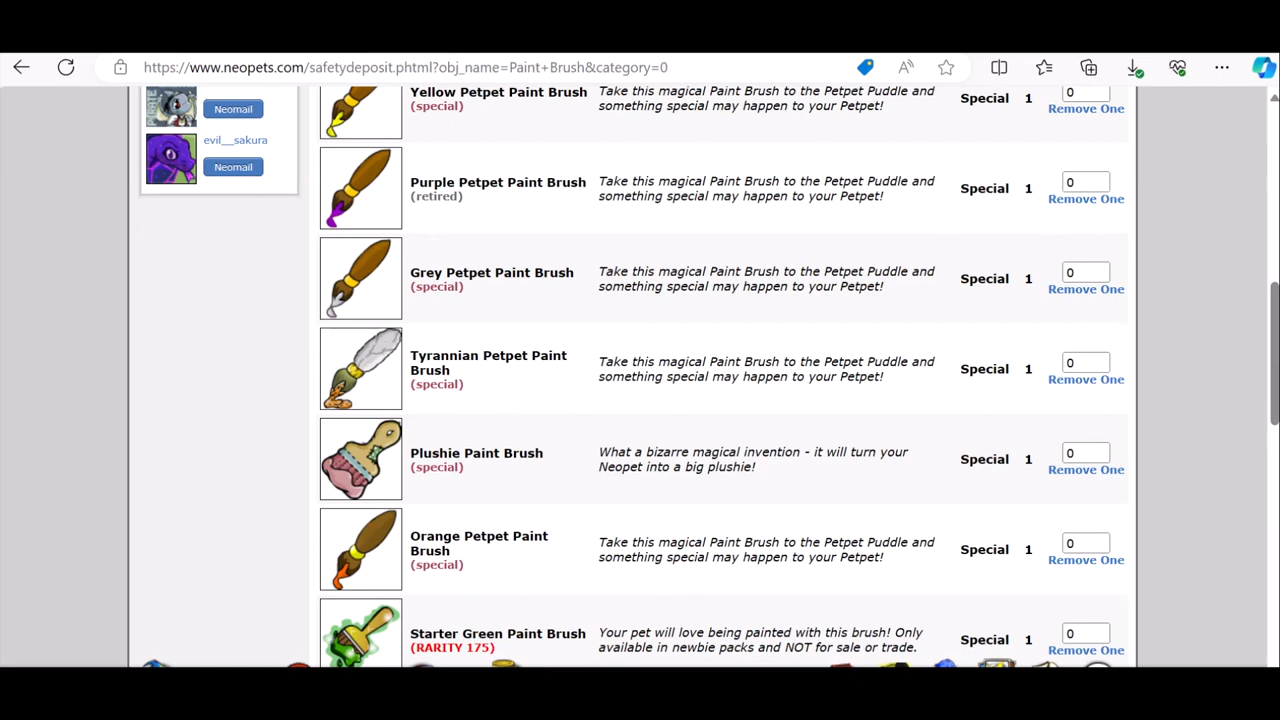 https://www.neopets.com/safetydeposit.phtml?obj_name=Paint+Brush&category=0
Neomail
evil__sakura
Neomail
Yellow Petpet Paint Brush
(special)
Take this magical Paint Brush to the Petpet Puddle and
something special may happen to your Petpet!
Special 1
0
Remove One
Purple Petpet Paint Brush
(retired)
Take this magical Paint Brush to the Petpet Puddle and
something special may happen to your Petpet!
Special 1
0
Remove One
Grey Petpet Paint Brush
(special)
Take this magical Paint Brush to the Petpet Puddle and
something special may happen to your Petpet!
Special 1
0
Remove One
Tyrannian Petpet Paint
Brush
(special)
Take this magical Paint Brush to the Petpet Puddle and
something special may happen to your Petpet!
Special 1
0
Remove One
Plushie Paint Brush
(special)
What a bizarre magical invention - it will turn your
Neopet into a big plushie!
Special 1
0
Remove One
Orange Petpet Paint
Brush
(special)
Take this magical Paint Brush to the Petpet Puddle and
something special may happen to your Petpet!
Special 1
0
Remove One
Starter Green Paint Brush
(RARITY 175)
Your pet will love being painted with this brush! Only
available in newbie packs and NOT for sale or trade.
Special 1
0
Remove One